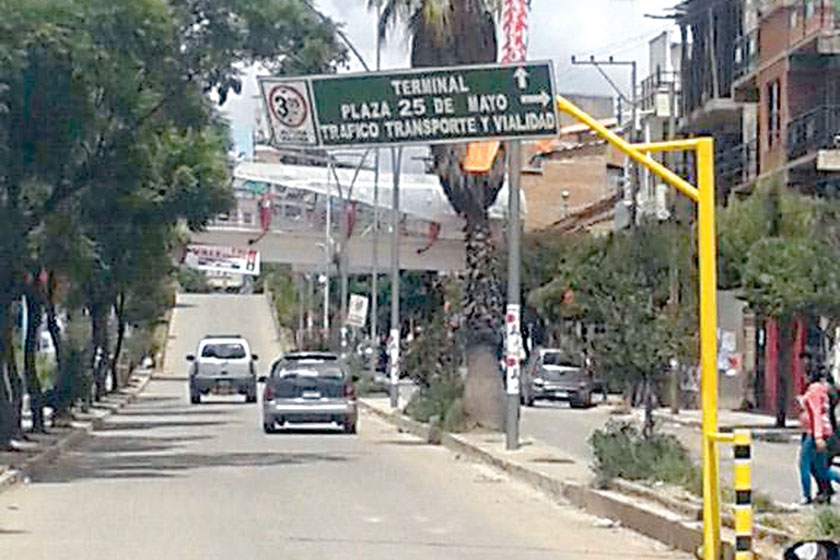 TERMINAL
PLAZA 25 DE MAYO
TRAFICO TRANSPORTE Y VIALIDAD